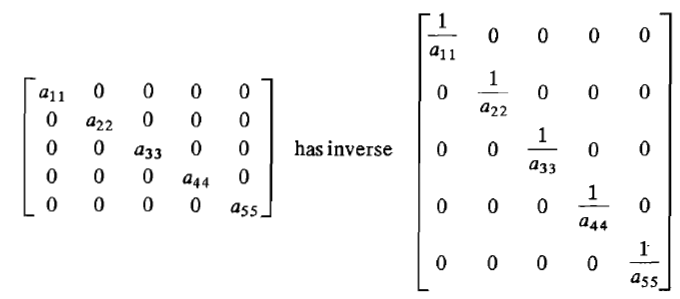 [ a₁₁ 0 0 0 0 ]
[ 0 a₂₂ 0 0 0 ]
[ 0 0 a₃₃ 0 0 ]
[ 0 0 0 a₄₄ 0 ]
[ 0 0 0 0 a₅₅ ]
has inverse
[ 1/a₁₁ 0 0 0 0 ]
[ 0 1/a₂₂ 0 0 0 ]
[ 0 0 1/a₃₃ 0 0 ]
[ 0 0 0 1/a₄₄ 0 ]
[ 0 0 0 0 1/a₅₅ ]